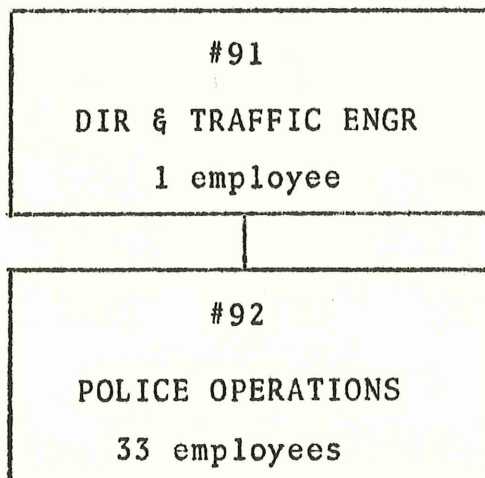 #91
DIR & TRAFFIC ENGR
1 employee
#92
POLICE OPERATIONS
33 employees